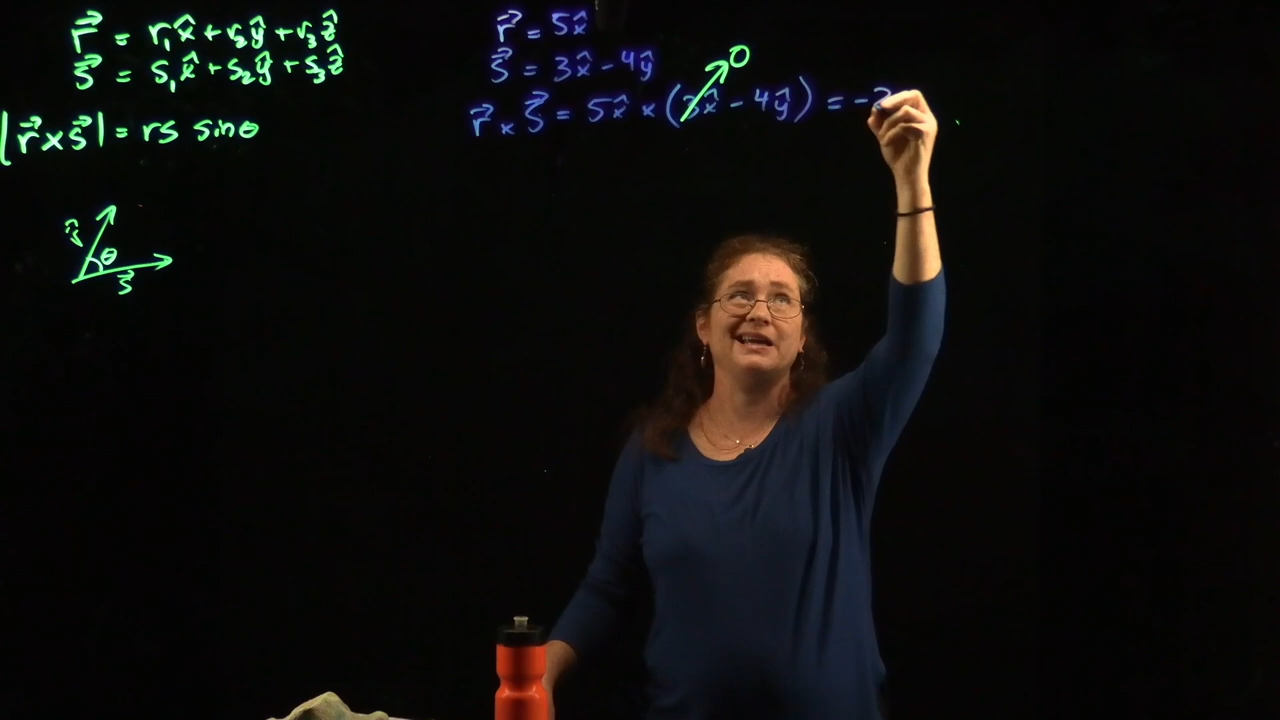 r⃗ = r₁x̂ + r₂ŷ + r₃ẑ
s⃗ = s₁x̂ + s₂ŷ + s₃ẑ
|r⃗ × s⃗| = rs sinθ
r⃗
θ
s⃗
r⃗ = 5x̂
s⃗ = 3x̂ - 4ŷ
0
r⃗ × s⃗ = 5x̂ × (3x̂ - 4ŷ) = -2